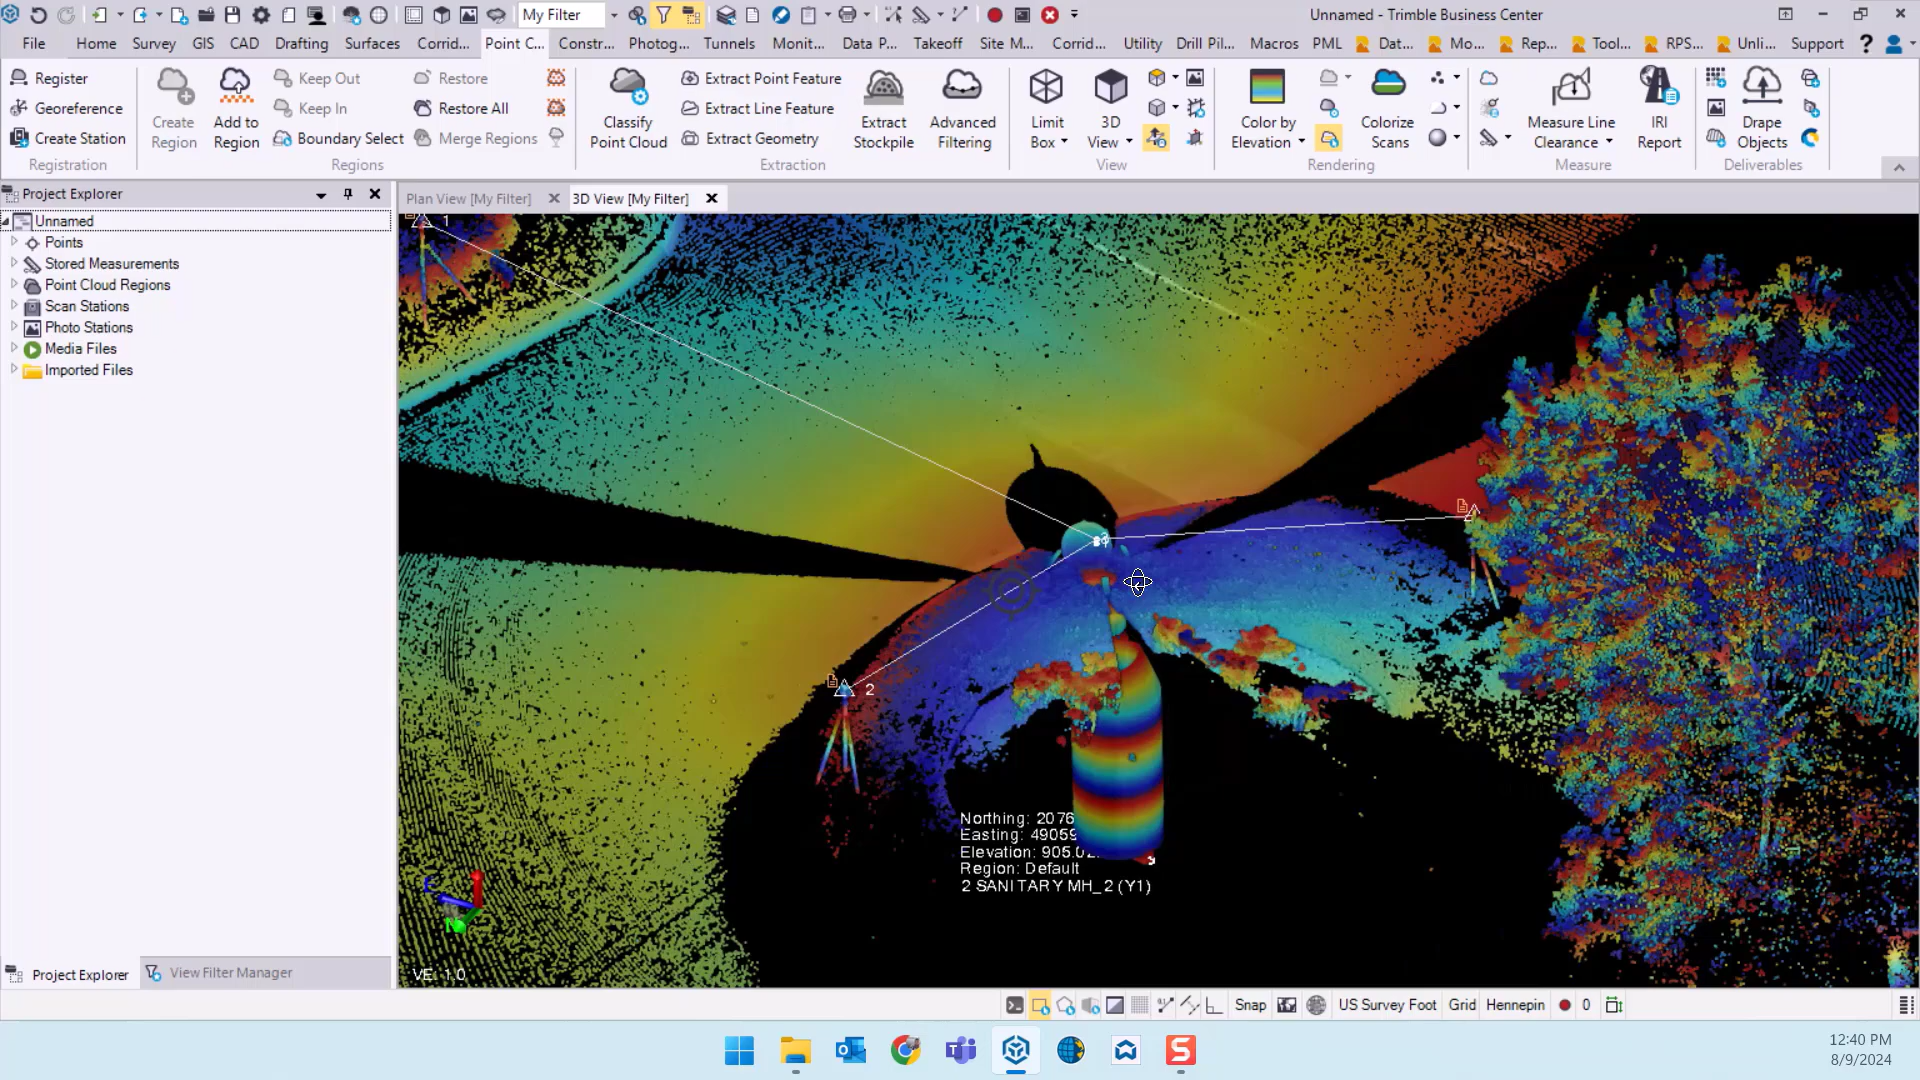 My Filter
Unnamed - Trimble Business Center
File Home Survey GIS CAD Drafting Surfaces Corrid... Point C... Constr... Photog... Tunnels Monit... Data P... Takeoff Site M... Corrid... Utility Drill Pil... Macros PML Dat... Mo... Rep... Tool... RPS... Unli... Support
Register
Georeference
Create Station
Registration
Create Region
Add to Region
Keep Out
Keep In
Boundary Select
Restore
Restore All
Merge Regions
Regions
Classify Point Cloud
Extract Point Feature
Extract Line Feature
Extract Geometry
Extract Stockpile
Advanced Filtering
Extraction
Limit Box
3D View
View
Color by Elevation
Colorize Scans
Rendering
Measure Line Clearance
IRI Report
Measure
Drape Objects
Deliverables
Project Explorer
Unnamed
Points
Stored Measurements
Point Cloud Regions
Scan Stations
Photo Stations
Media Files
Imported Files
Plan View [My Filter]
3D View [My Filter]
1
2
Northing: 2076
Easting: 49059
Elevation: 905.02
Region: Default
2 SANITARY MH_2 (Y1)
VE: 1.0
Project Explorer
View Filter Manager
Snap
US Survey Foot
Grid
Hennepin
0
12:40 PM
8/9/2024